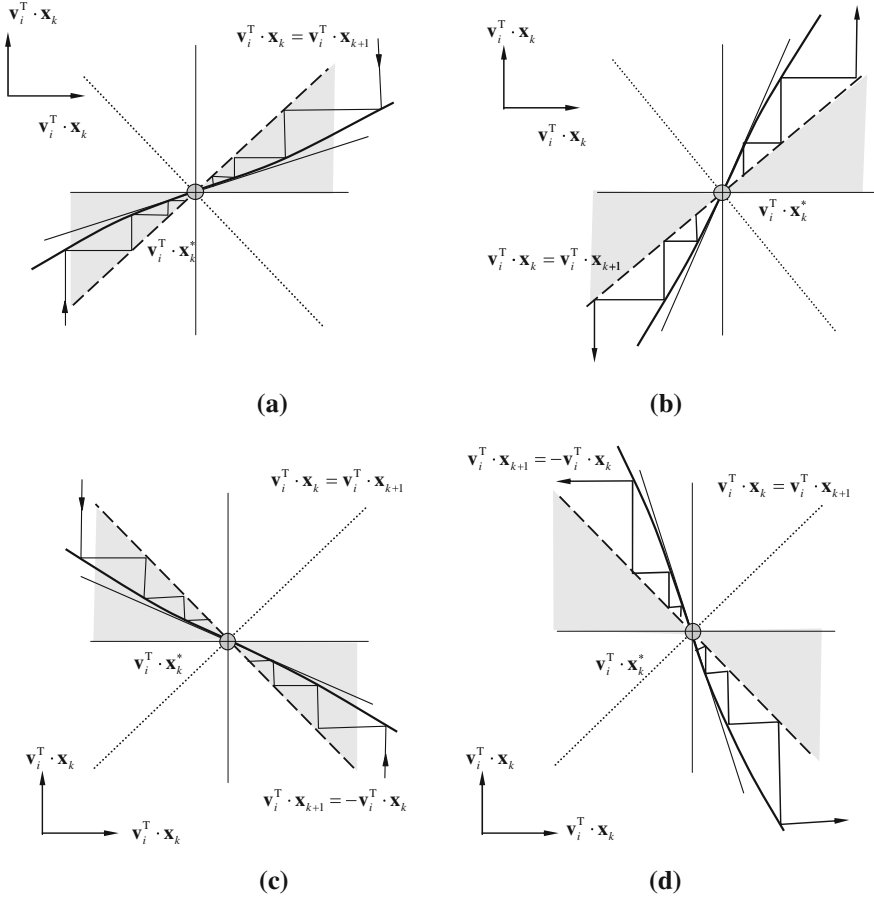 v_i^T · x_k
v_i^T · x_k = v_i^T · x_{k+1}
v_i^T · x_k
v_i^T · x_k^*
(a)
v_i^T · x_k
v_i^T · x_k
v_i^T · x_k^*
v_i^T · x_k = v_i^T · x_{k+1}
(b)
v_i^T · x_k = v_i^T · x_{k+1}
v_i^T · x_k^*
v_i^T · x_k
v_i^T · x_{k+1} = −v_i^T · x_k
v_i^T · x_k
(c)
v_i^T · x_{k+1} = −v_i^T · x_k
v_i^T · x_k = v_i^T · x_{k+1}
v_i^T · x_k^*
v_i^T · x_k
v_i^T · x_k
(d)